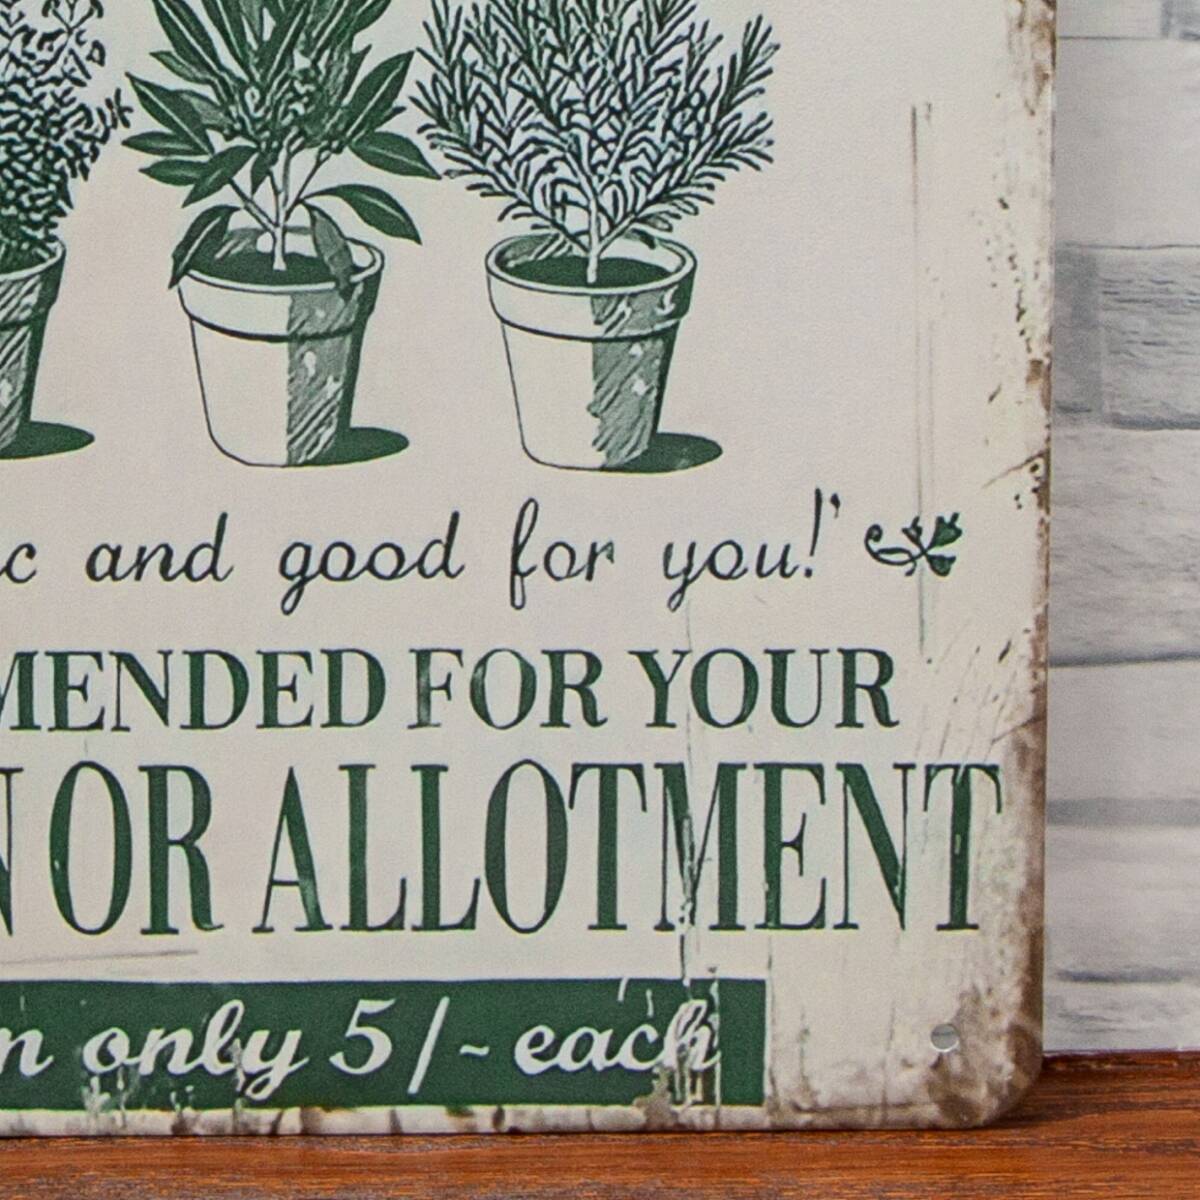 c and good for you!'
MENDED FOR YOUR
N OR ALLOTMENT
n only 5/- each